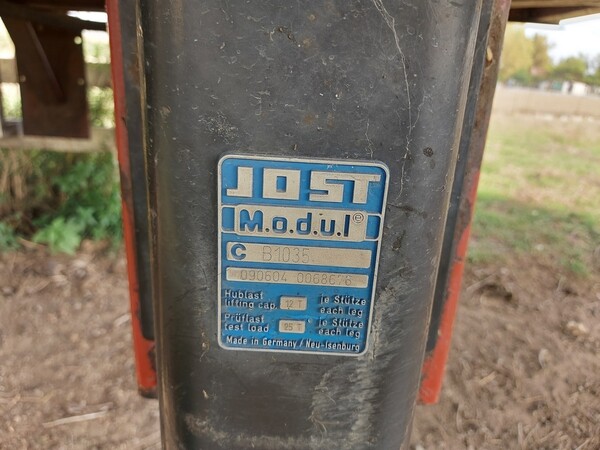 JOST
M.o.d.u.l ®
C B1035
090604 0068676
Hublast je Stütze
lifting cap. 12 T each leg
Prüflast je Stütze
test load 25 T each leg
Made in Germany / Neu-Isenburg